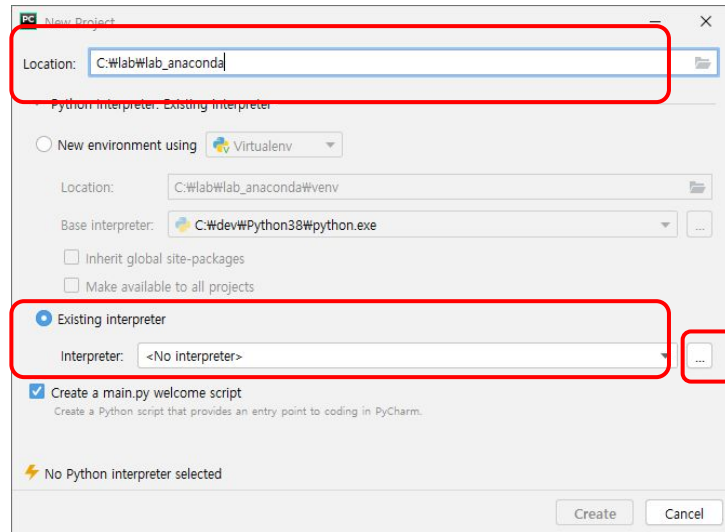 PC New Project
Location: C:₩lab₩lab_anaconda
Python Interpreter: Existing interpreter
New environment using Virtualenv
Location: C:₩lab₩lab_anaconda₩venv
Base interpreter: C:₩dev₩Python38₩python.exe ...
Inherit global site-packages
Make available to all projects
Existing interpreter
Interpreter: <No interpreter> ...
Create a main.py welcome script
Create a Python script that provides an entry point to coding in PyCharm.
No Python interpreter selected
Create Cancel